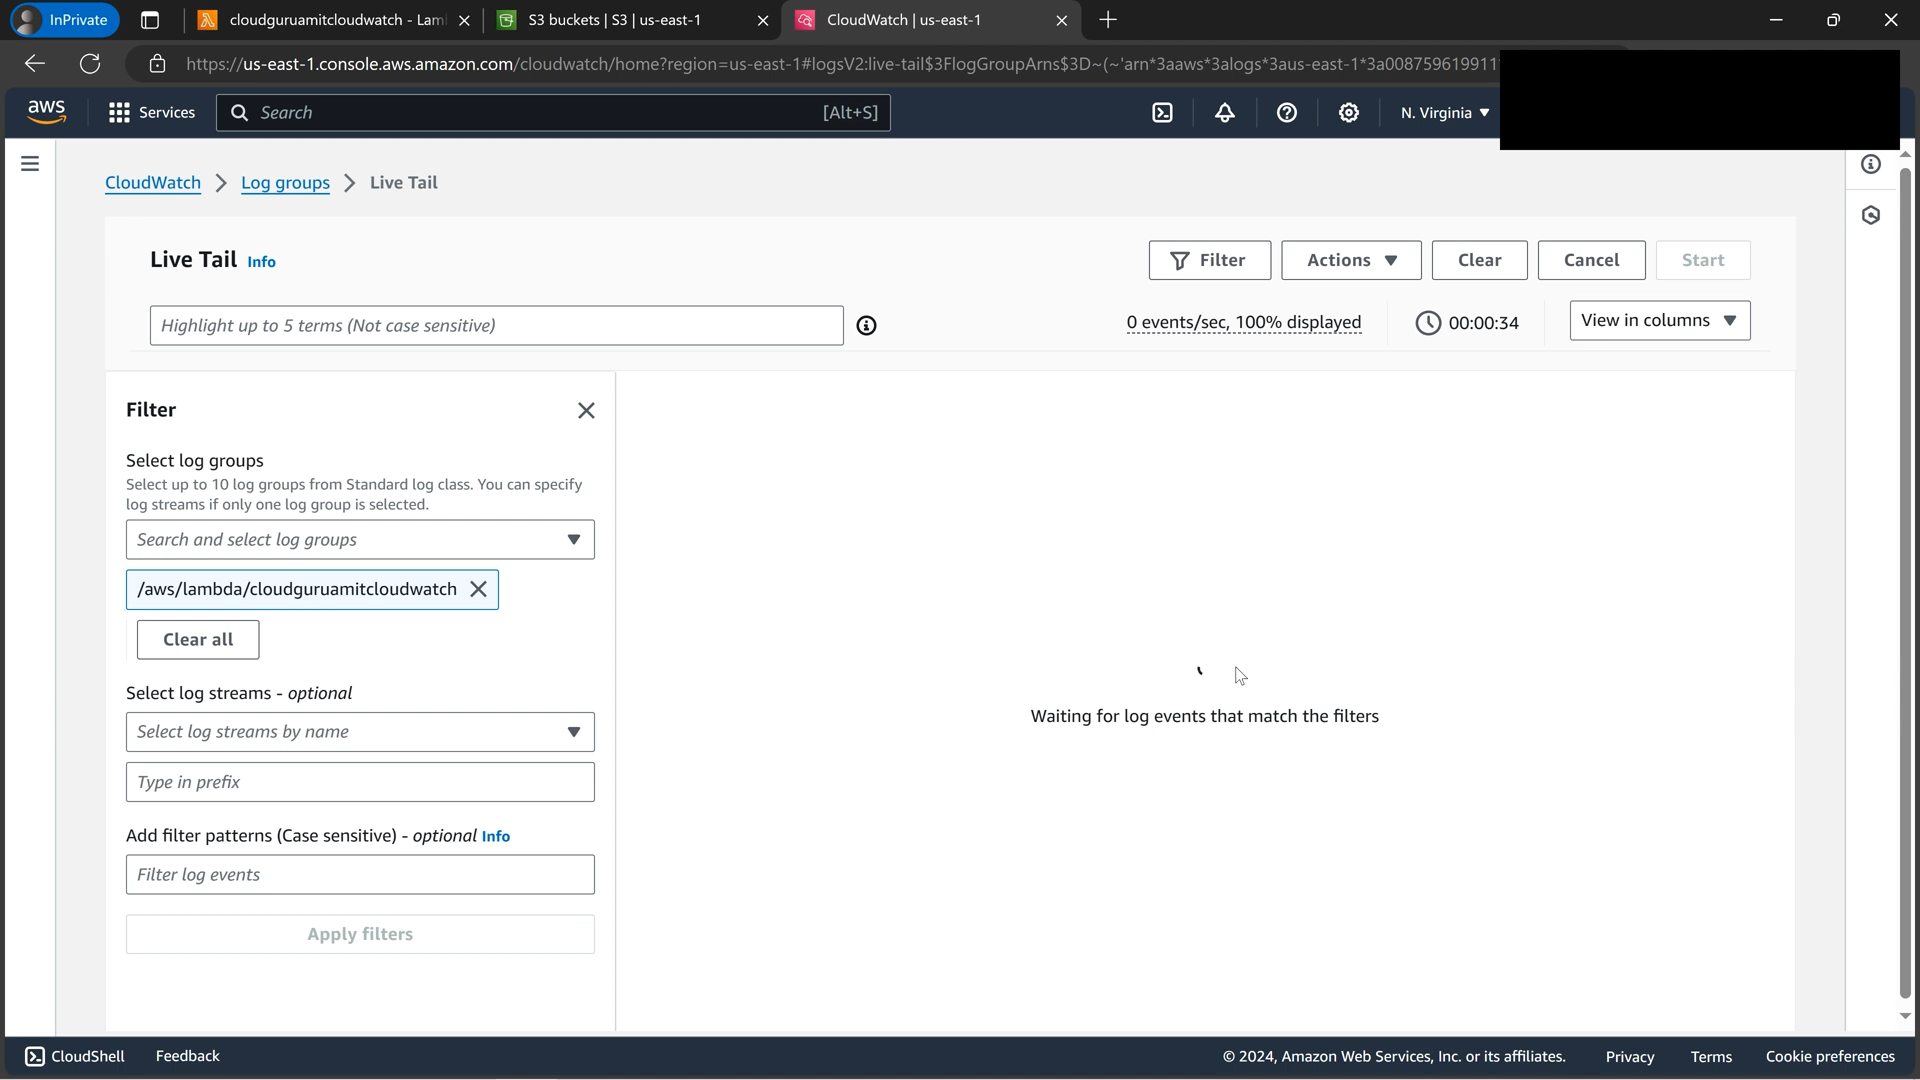 InPrivate
cloudguruamitcloudwatch - Lam
S3 buckets | S3 | us-east-1
CloudWatch | us-east-1
https://us-east-1.console.aws.amazon.com/cloudwatch/home?region=us-east-1#logsV2:live-tail$3FlogGroupArns$3D~(~'arn*3aaws*3alogs*3aus-east-1*3a008759619911
aws
Services
Search
[Alt+S]
N. Virginia
CloudWatch
Log groups
Live Tail
Live Tail Info
Filter
Actions
Clear
Cancel
Start
Highlight up to 5 terms (Not case sensitive)
0 events/sec, 100% displayed
00:00:34
View in columns
Filter
Select log groups
Select up to 10 log groups from Standard log class. You can specify
log streams if only one log group is selected.
Search and select log groups
/aws/lambda/cloudguruamitcloudwatch
Clear all
Select log streams - optional
Select log streams by name
Type in prefix
Add filter patterns (Case sensitive) - optional Info
Filter log events
Apply filters
Waiting for log events that match the filters
CloudShell
Feedback
© 2024, Amazon Web Services, Inc. or its affiliates.
Privacy
Terms
Cookie preferences